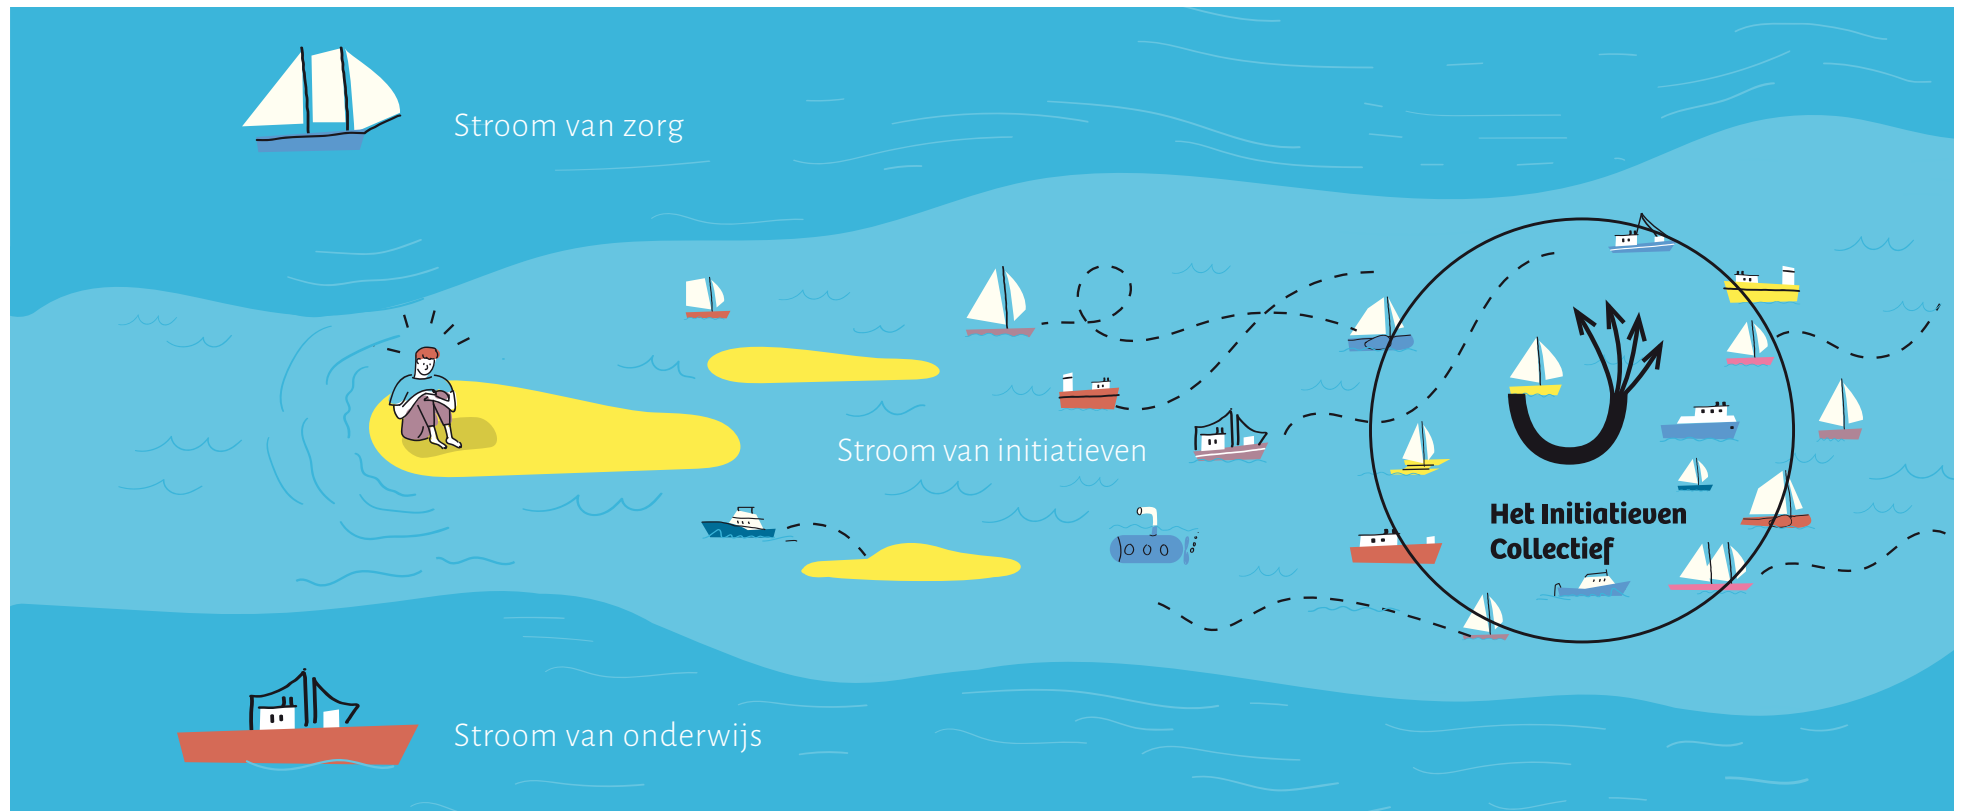 Stroom van zorg
Stroom van initiatieven
Het Initiatieven
Collectief
Stroom van onderwijs